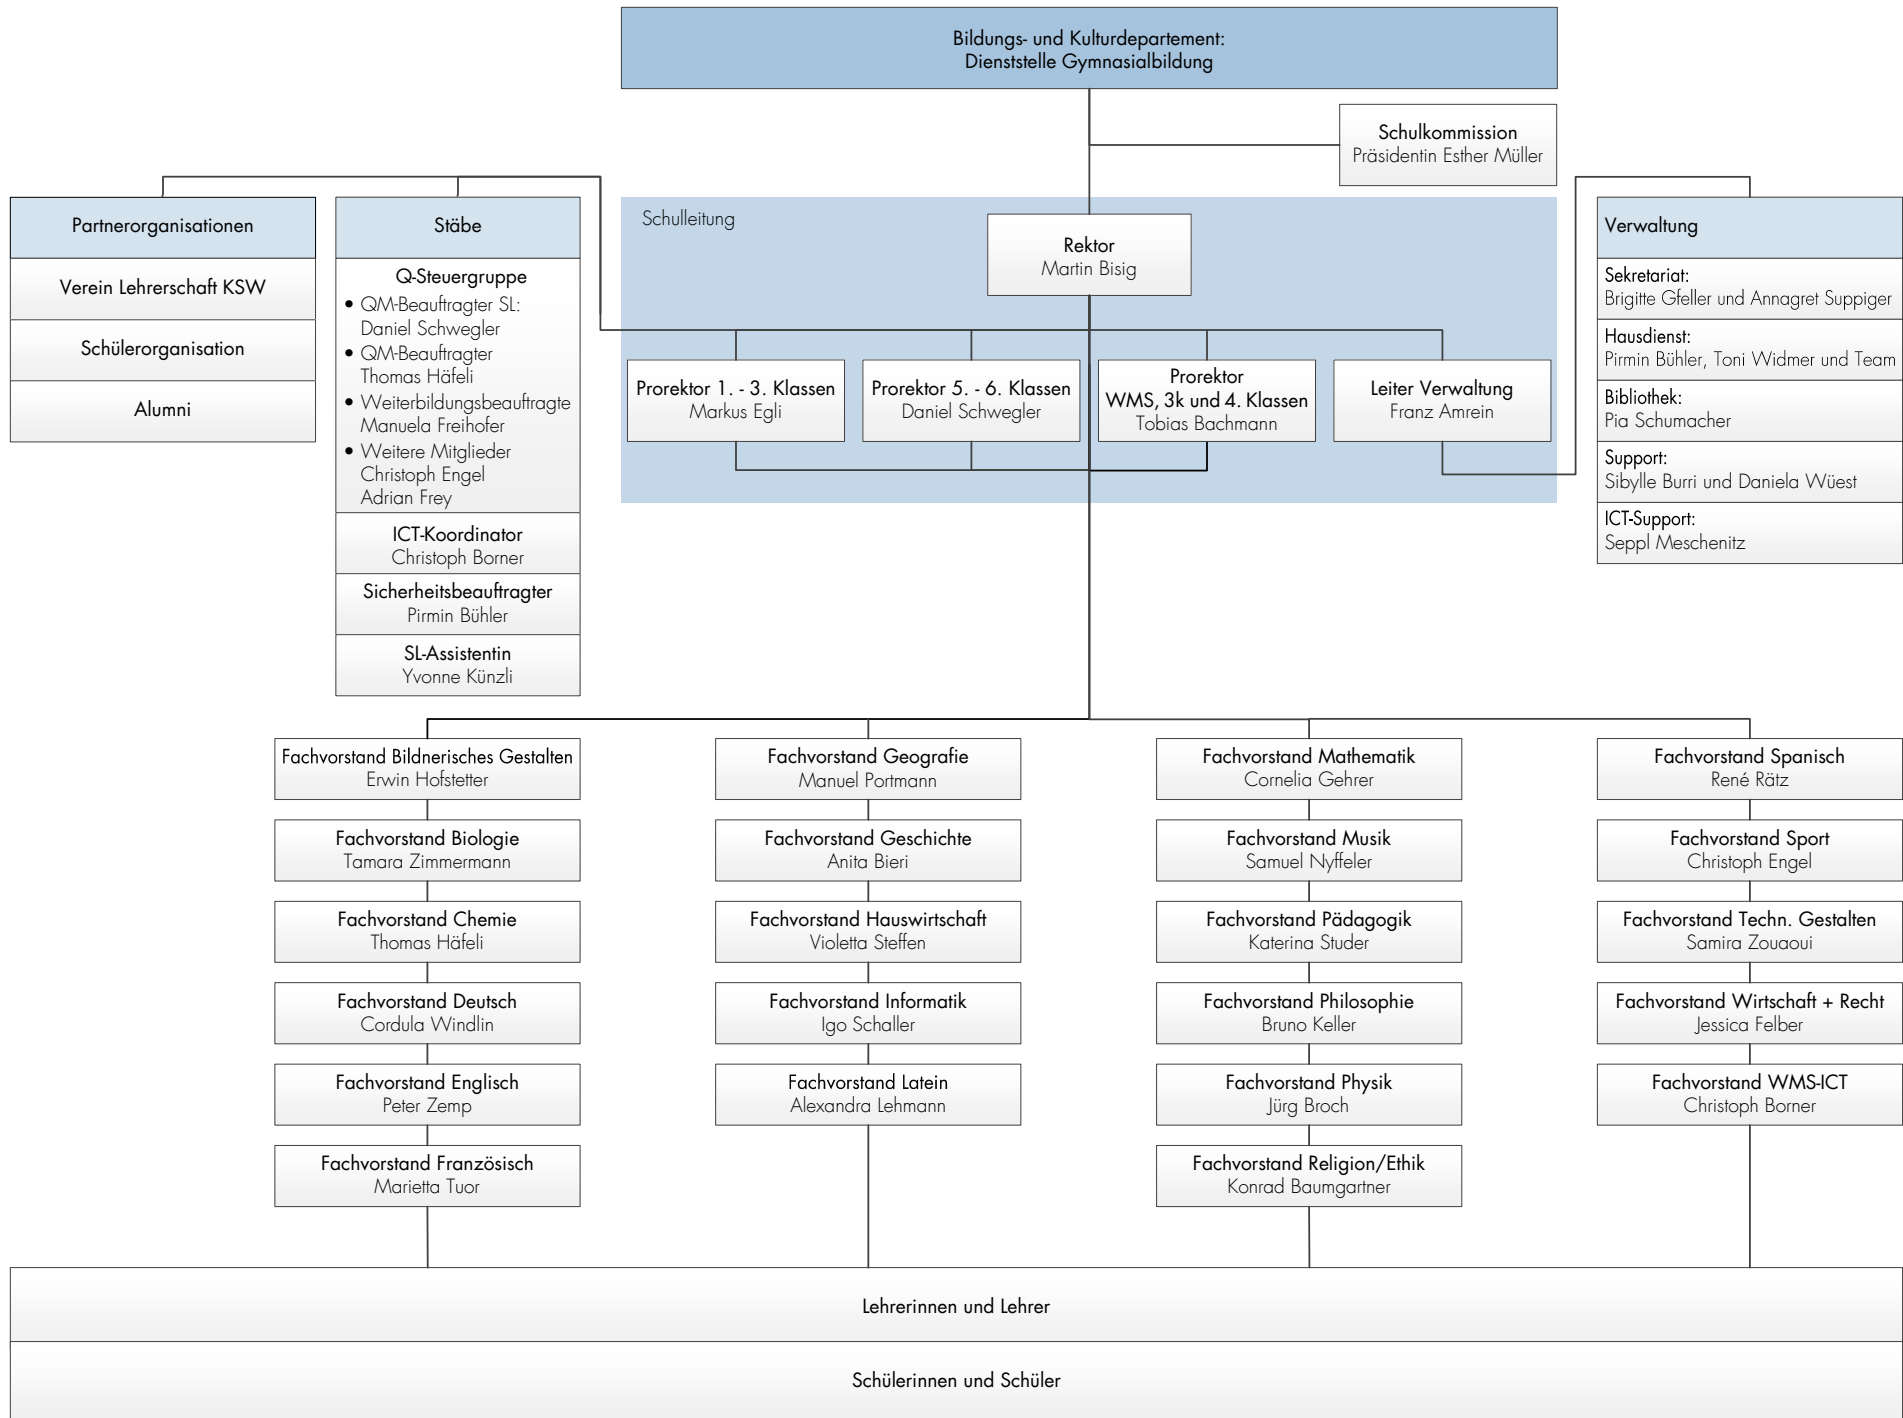 Bildungs- und Kulturdepartement:
Dienststelle Gymnasialbildung
Schulkommission
Präsidentin Esther Müller
Partnerorganisationen
Verein Lehrerschaft KSW
Schülerorganisation
Alumni
Stäbe
Q-Steuergruppe
• QM-Beauftragter SL:
Daniel Schwegler
• QM-Beauftragter
Thomas Häfeli
• Weiterbildungsbeauftragte
Manuela Freihofer
• Weitere Mitglieder
Christoph Engel
Adrian Frey
ICT-Koordinator
Christoph Borner
Sicherheitsbeauftragter
Pirmin Bühler
SL-Assistentin
Yvonne Künzli
Schulleitung
Rektor
Martin Bisig
Prorektor 1. - 3. Klassen
Markus Egli
Prorektor 5. - 6. Klassen
Daniel Schwegler
Prorektor
WMS, 3k und 4. Klassen
Tobias Bachmann
Leiter Verwaltung
Franz Amrein
Verwaltung
Sekretariat:
Brigitte Gfeller und Annagret Suppiger
Hausdienst:
Pirmin Bühler, Toni Widmer und Team
Bibliothek:
Pia Schumacher
Support:
Sibylle Burri und Daniela Wüest
ICT-Support:
Seppl Meschenitz
Fachvorstand Bildnerisches Gestalten
Erwin Hofstetter
Fachvorstand Biologie
Tamara Zimmermann
Fachvorstand Chemie
Thomas Häfeli
Fachvorstand Deutsch
Cordula Windlin
Fachvorstand Englisch
Peter Zemp
Fachvorstand Französisch
Marietta Tuor
Fachvorstand Geografie
Manuel Portmann
Fachvorstand Geschichte
Anita Bieri
Fachvorstand Hauswirtschaft
Violetta Steffen
Fachvorstand Informatik
Igo Schaller
Fachvorstand Latein
Alexandra Lehmann
Fachvorstand Mathematik
Cornelia Gehrer
Fachvorstand Musik
Samuel Nyffeler
Fachvorstand Pädagogik
Katerina Studer
Fachvorstand Philosophie
Bruno Keller
Fachvorstand Physik
Jürg Broch
Fachvorstand Religion/Ethik
Konrad Baumgartner
Fachvorstand Spanisch
René Rätz
Fachvorstand Sport
Christoph Engel
Fachvorstand Techn. Gestalten
Samira Zouaoui
Fachvorstand Wirtschaft + Recht
Jessica Felber
Fachvorstand WMS-ICT
Christoph Borner
Lehrerinnen und Lehrer
Schülerinnen und Schüler